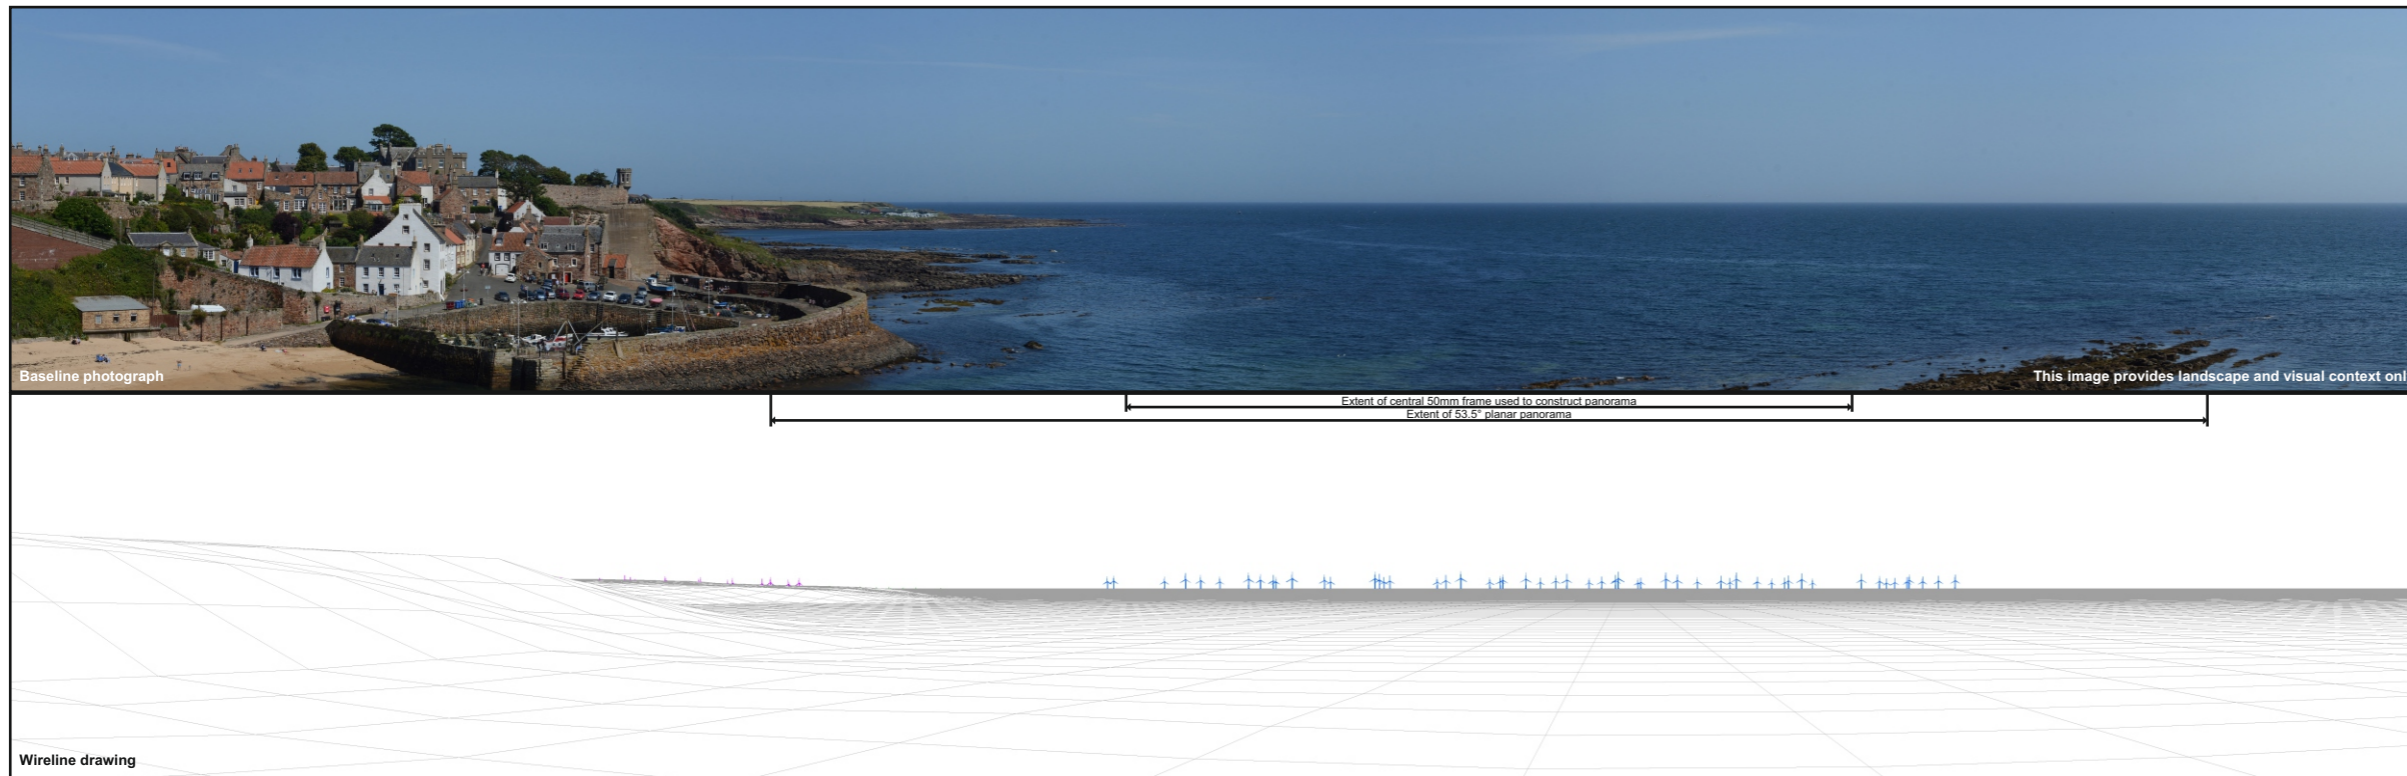 Baseline photograph
This image provides landscape and visual context onl
Extent of central 50mm frame used to construct panorama
Extent of 53.5° planar panorama
Wireline drawing